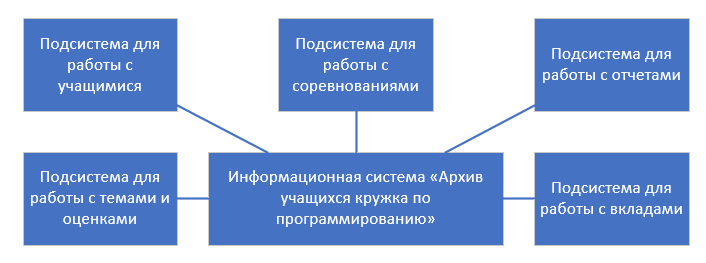 Подсистема для
работы с
учащимися
Подсистема для
работы с
соревнованиями
Подсистема для
работы с отчетами
Подсистема для
работы с темами и
оценками
Информационная система «Архив
учащихся кружка по
программированию»
Подсистема для
работы с вкладами